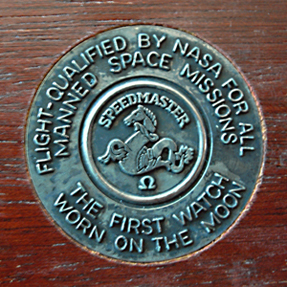 FLIGHT-QUALIFIED BY NASA FOR ALL
MANNED SPACE MISSIONS
SPEEDMASTER
Ω
THE FIRST WATCH
WORN ON THE MOON